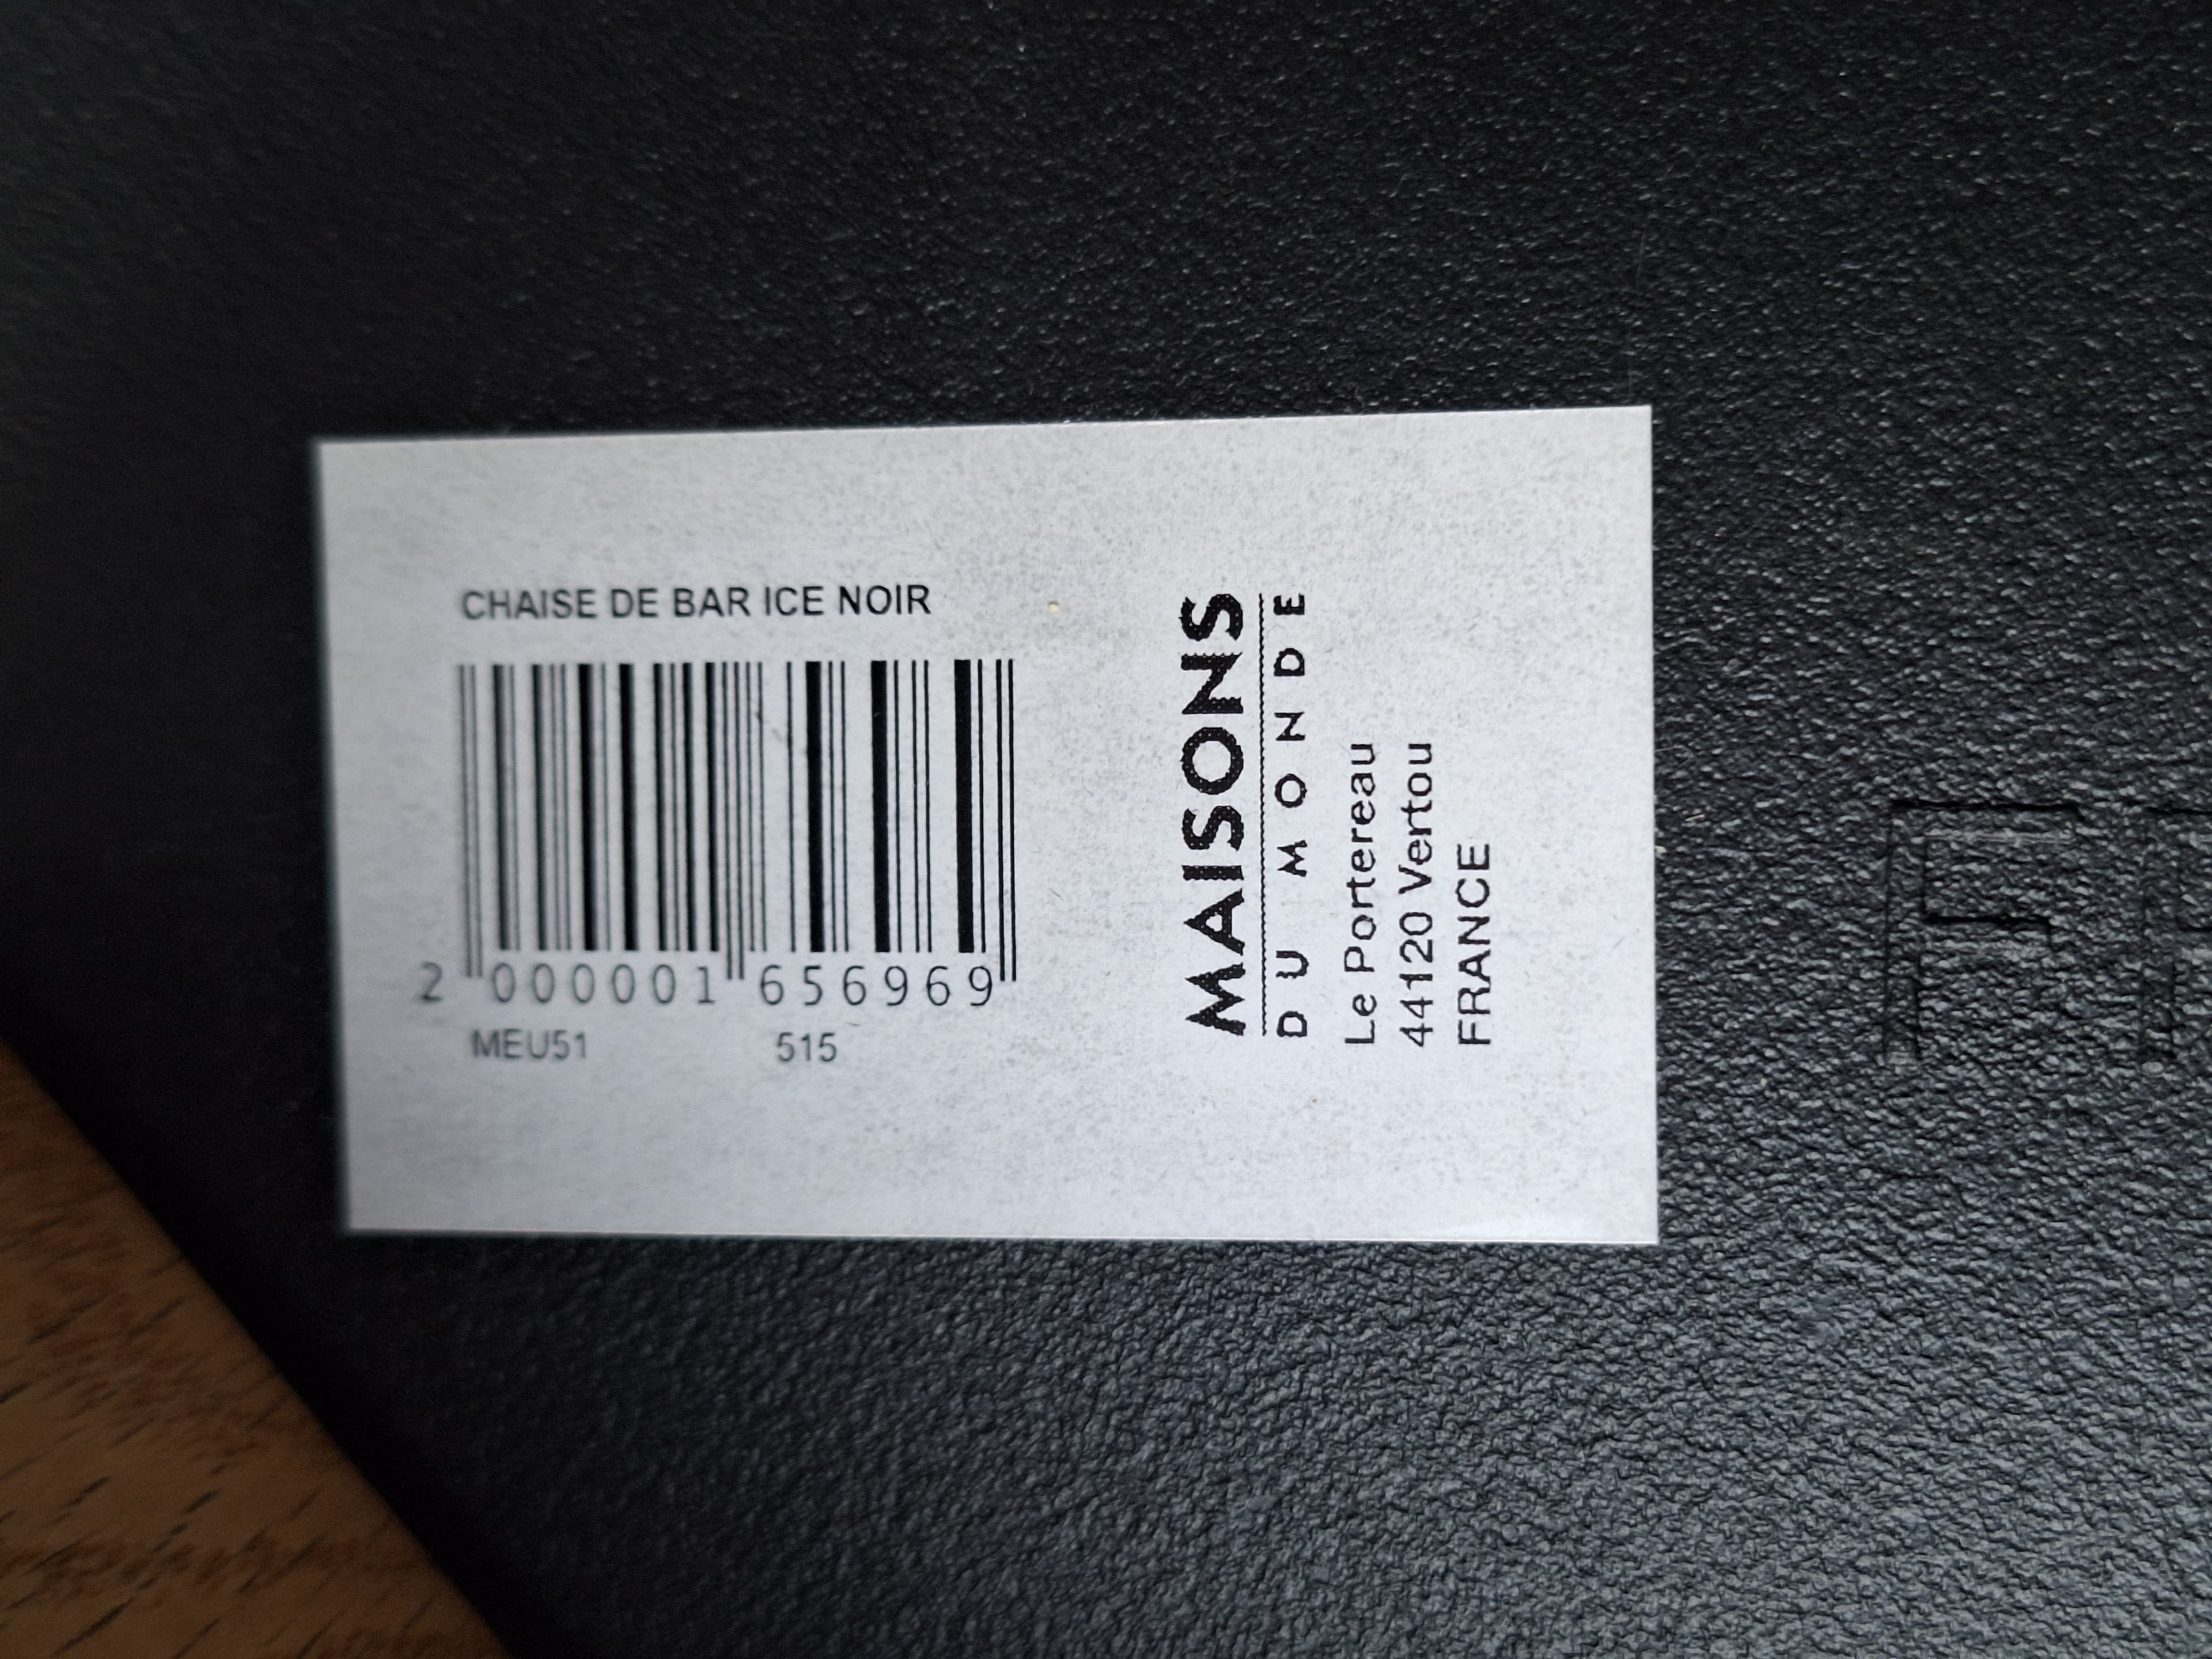 CHAISE DE BAR ICE NOIR
2 000001 656969
MEU51 515
MAISONS
DU MONDE
Le Portereau
44120 Vertou
FRANCE